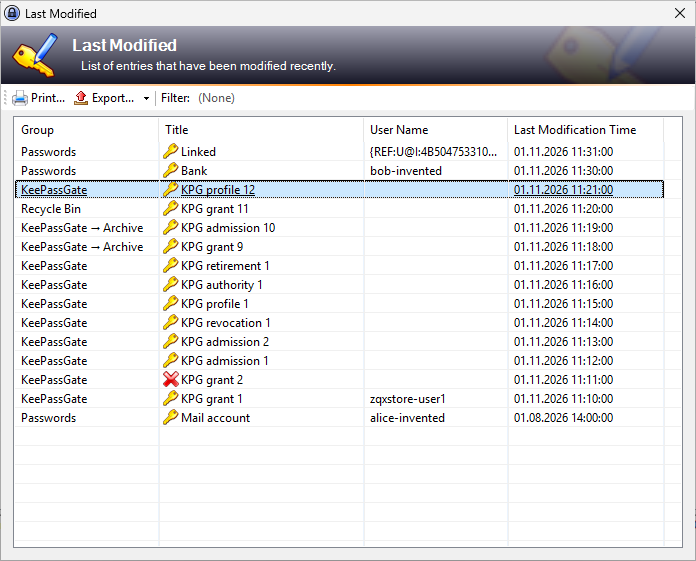 Last Modified
Last Modified
List of entries that have been modified recently.
Print... Export... Filter: (None)
Group Title User Name Last Modification Time
Passwords Linked {REF:U@I:4B504753310... 01.11.2026 11:31:00
Passwords Bank bob-invented 01.11.2026 11:30:00
KeePassGate KPG profile 12 01.11.2026 11:21:00
Recycle Bin KPG grant 11 01.11.2026 11:20:00
KeePassGate → Archive KPG admission 10 01.11.2026 11:19:00
KeePassGate → Archive KPG grant 9 01.11.2026 11:18:00
KeePassGate KPG retirement 1 01.11.2026 11:17:00
KeePassGate KPG authority 1 01.11.2026 11:16:00
KeePassGate KPG profile 1 01.11.2026 11:15:00
KeePassGate KPG revocation 1 01.11.2026 11:14:00
KeePassGate KPG admission 2 01.11.2026 11:13:00
KeePassGate KPG admission 1 01.11.2026 11:12:00
KeePassGate KPG grant 2 01.11.2026 11:11:00
KeePassGate KPG grant 1 zqxstore-user1 01.11.2026 11:10:00
Passwords Mail account alice-invented 01.08.2026 14:00:00